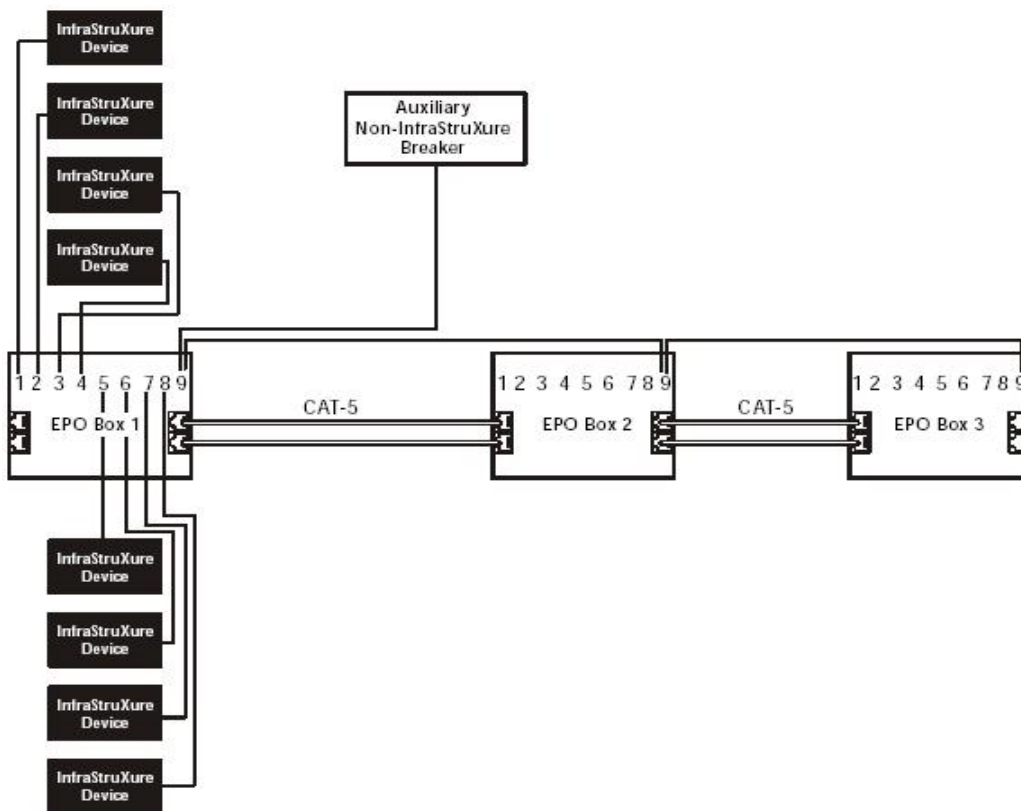 InfraStruXure
Device
InfraStruXure
Device
InfraStruXure
Device
InfraStruXure
Device
Auxiliary
Non-InfraStruXure
Breaker
1 2 3 4 5 6 7 8 9
EPO Box 1
CAT-5
1 2 3 4 5 6 7 8 9
EPO Box 2
CAT-5
1 2 3 4 5 6 7 8 9
EPO Box 3
InfraStruXure
Device
InfraStruXure
Device
InfraStruXure
Device
InfraStruXure
Device